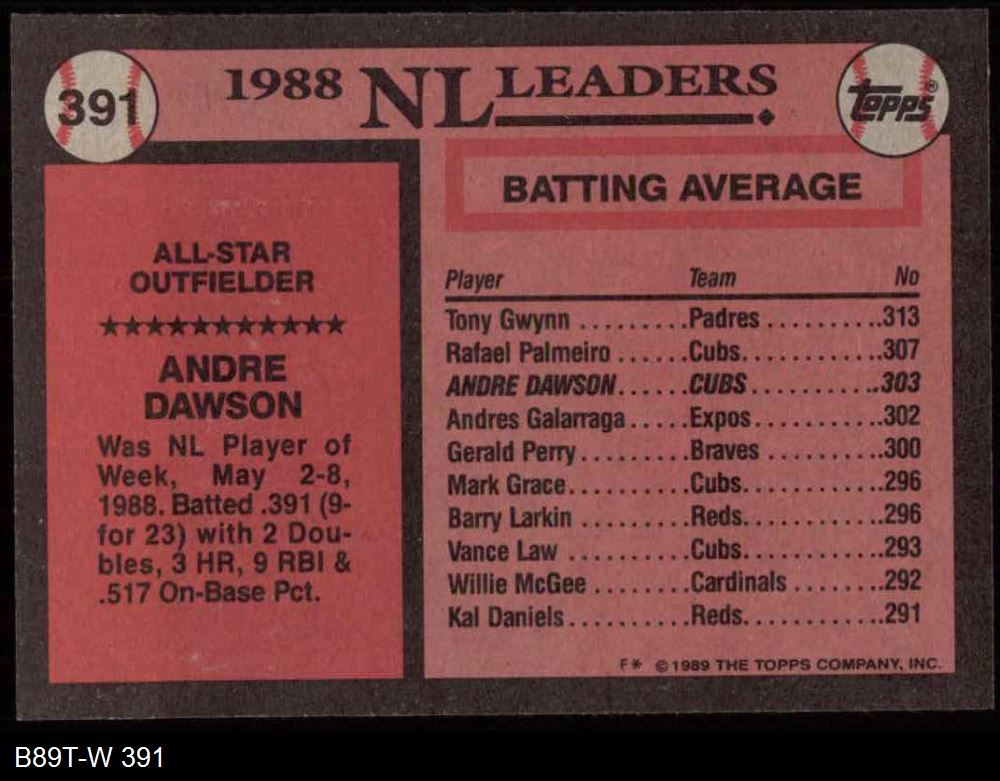 391
1988 NL LEADERS
Topps®
BATTING AVERAGE
ALL-STAR
OUTFIELDER
★★★★★★★★★★★
ANDRE
DAWSON
Was NL Player of
Week, May 2-8,
1988. Batted .391 (9-
for 23) with 2 Dou-
bles, 3 HR, 9 RBI &
.517 On-Base Pct.
Player Team No
Tony Gwynn ..........Padres ...........313
Rafael Palmeiro .......Cubs.............307
ANDRE DAWSON......CUBS.............303
Andres Galarraga......Expos............302
Gerald Perry..........Braves ...........300
Mark Grace...........Cubs.............296
Barry Larkin ..........Reds.............296
Vance Law ...........Cubs.............293
Willie McGee .........Cardinals ........292
Kal Daniels...........Reds.............291
F* ©1989 THE TOPPS COMPANY, INC.
B89T-W 391